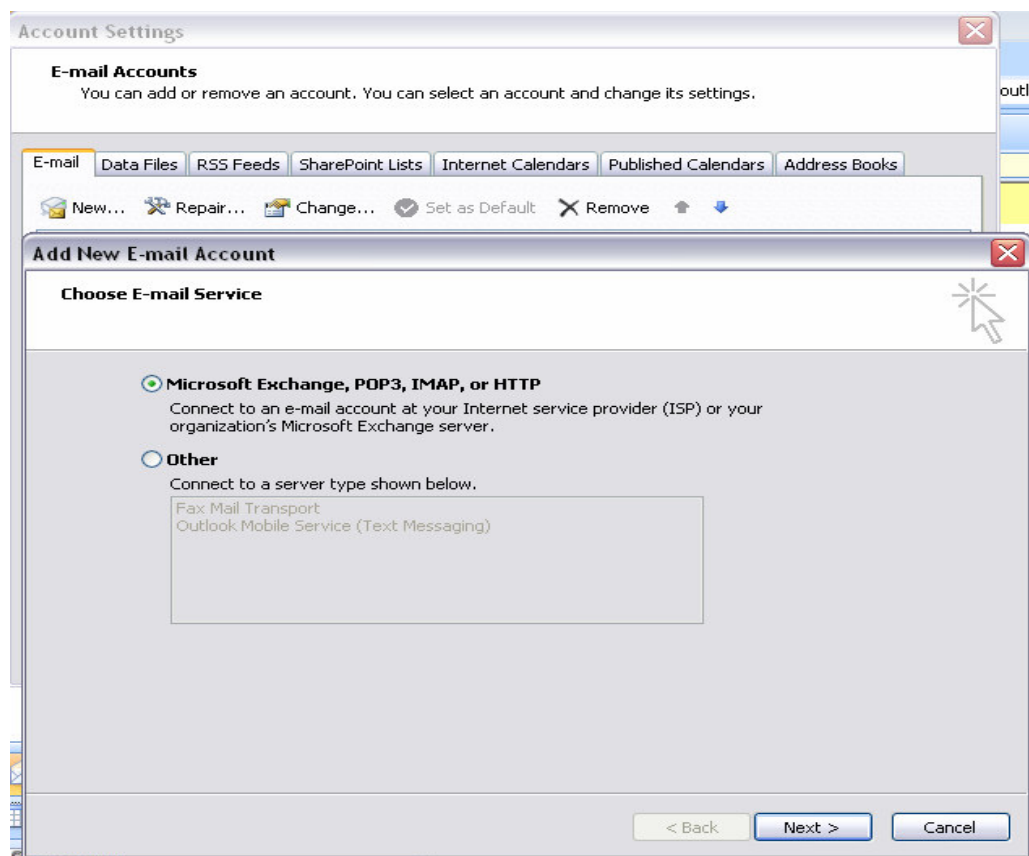 Account Settings
E-mail Accounts
You can add or remove an account. You can select an account and change its settings.
outl
E-mail Data Files RSS Feeds SharePoint Lists Internet Calendars Published Calendars Address Books
New... Repair... Change... Set as Default Remove
Add New E-mail Account
Choose E-mail Service
Microsoft Exchange, POP3, IMAP, or HTTP
Connect to an e-mail account at your Internet service provider (ISP) or your
organization's Microsoft Exchange server.
Other
Connect to a server type shown below.
Fax Mail Transport
Outlook Mobile Service (Text Messaging)
< Back Next > Cancel